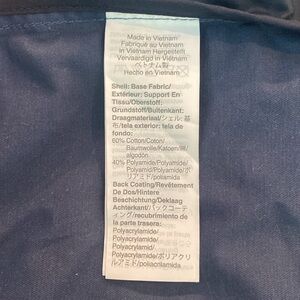 Made in Vietnam
Fabriqué au Vietnam
In Vietnam Hergestellt
Vervaardigd in Vietnam
ベトナム製
Hecho en Vietnam
Shell: Base Fabric/
Extérieur: Support En
Tissu/Oberstoff:
Grundstoff/Buitenkant:
Draagmateriaal/シェル: 基
布/tela exterior: tela de
fondo:
60% Cotton/Coton/
Baumwolle/Katoen/綿/
algodón
40% Polyamide/Polyamide/
Polyamid/Polyamide/ポ
リアミド/poliamida
Back Coating/Revêtement
De Dos/Hintere
Beschichtung/Deklaag
Achterkant/バックコーテ
ィング/recubrimiento de
la parte trasera:
Polyacrylamide/
Polyacrylamide/
Polyacrylamid/
Polyacrylamide/ポリアクリル
アミド/poliacrilamida